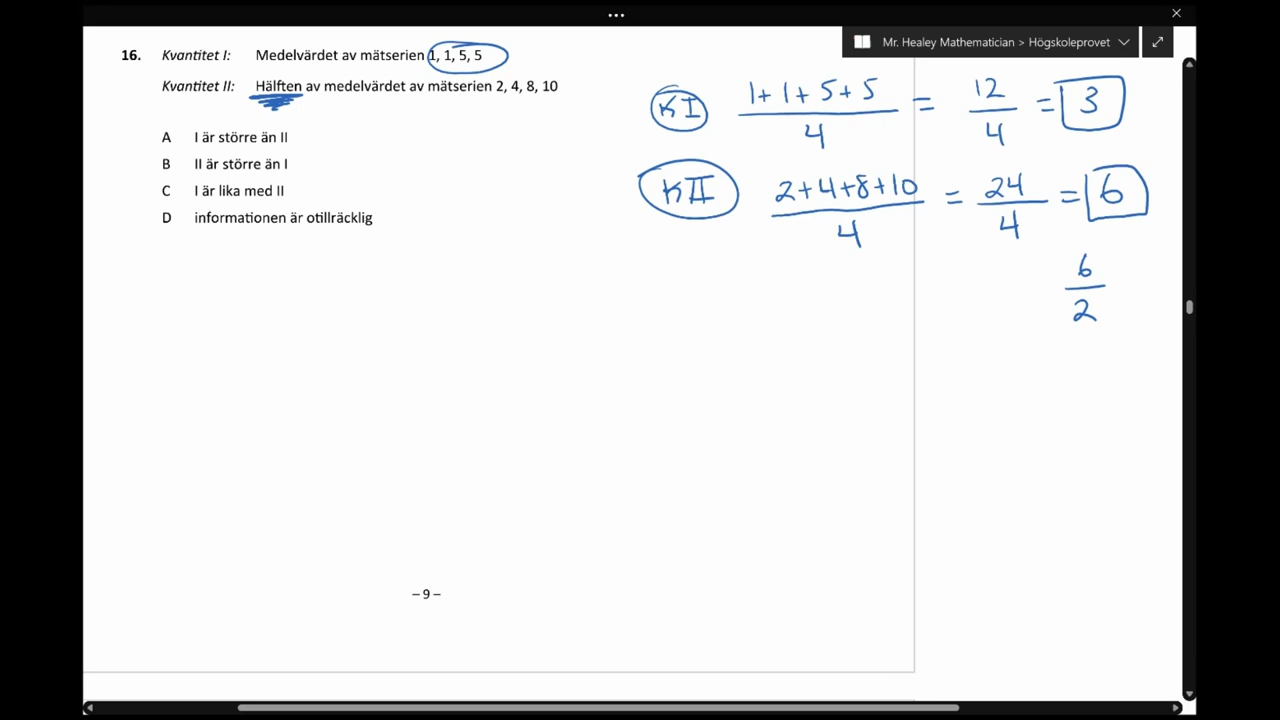 Mr. Healey Mathematician > Högskoleprovet
16. Kvantitet I: Medelvärdet av mätserien 1, 1, 5, 5
Kvantitet II: Hälften av medelvärdet av mätserien 2, 4, 8, 10
A I är större än II
B II är större än I
C I är lika med II
D informationen är otillräcklig
KI 1+1+5+5/4 = 12/4 = 3
KII 2+4+8+10/4 = 24/4 = 6
6/2
– 9 –